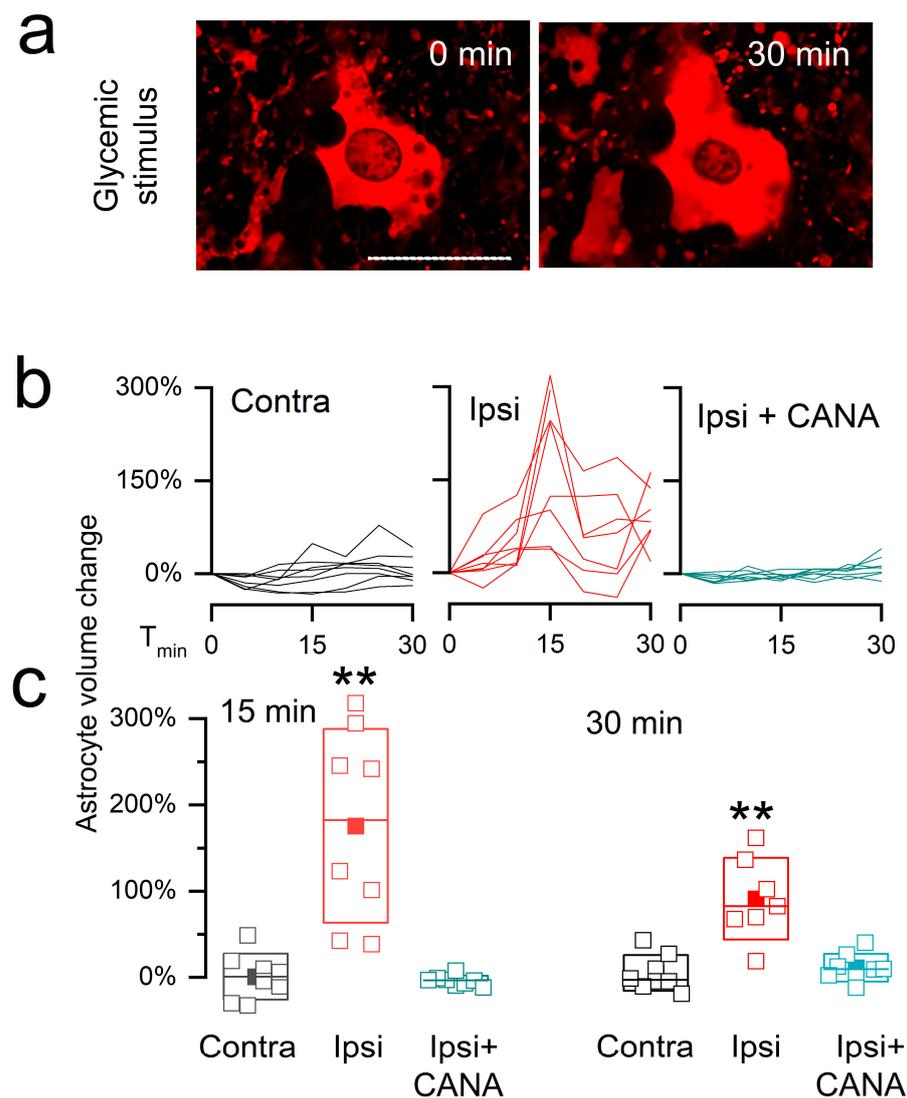 a
Glycemic
stimulus
0 min
30 min
b
300%
150%
0%
Contra
Ipsi
Ipsi + CANA
T min
0
15
30
0
15
30
0
15
30
Astrocyte volume change
c
300%
200%
100%
0%
15 min
**
30 min
**
Contra
Ipsi
Ipsi+
CANA
Contra
Ipsi
Ipsi+
CANA